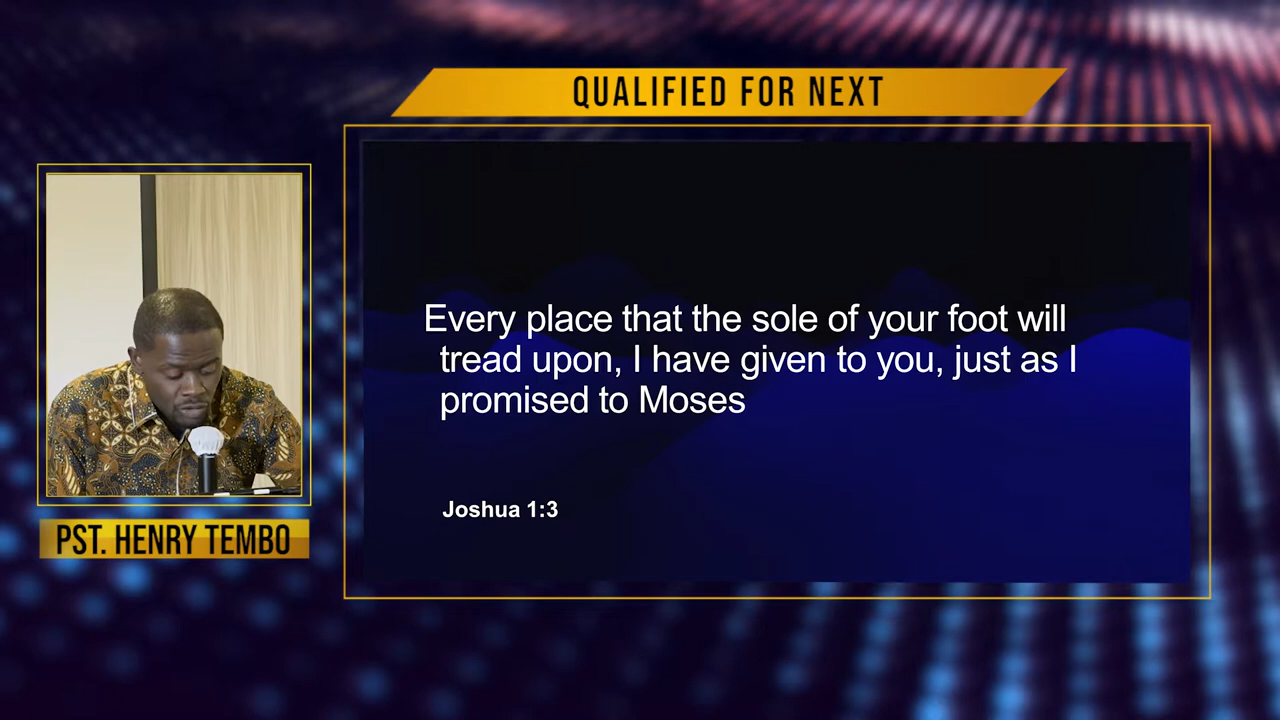 QUALIFIED FOR NEXT
Every place that the sole of your foot will
tread upon, I have given to you, just as I
promised to Moses
Joshua 1:3
PST. HENRY TEMBO